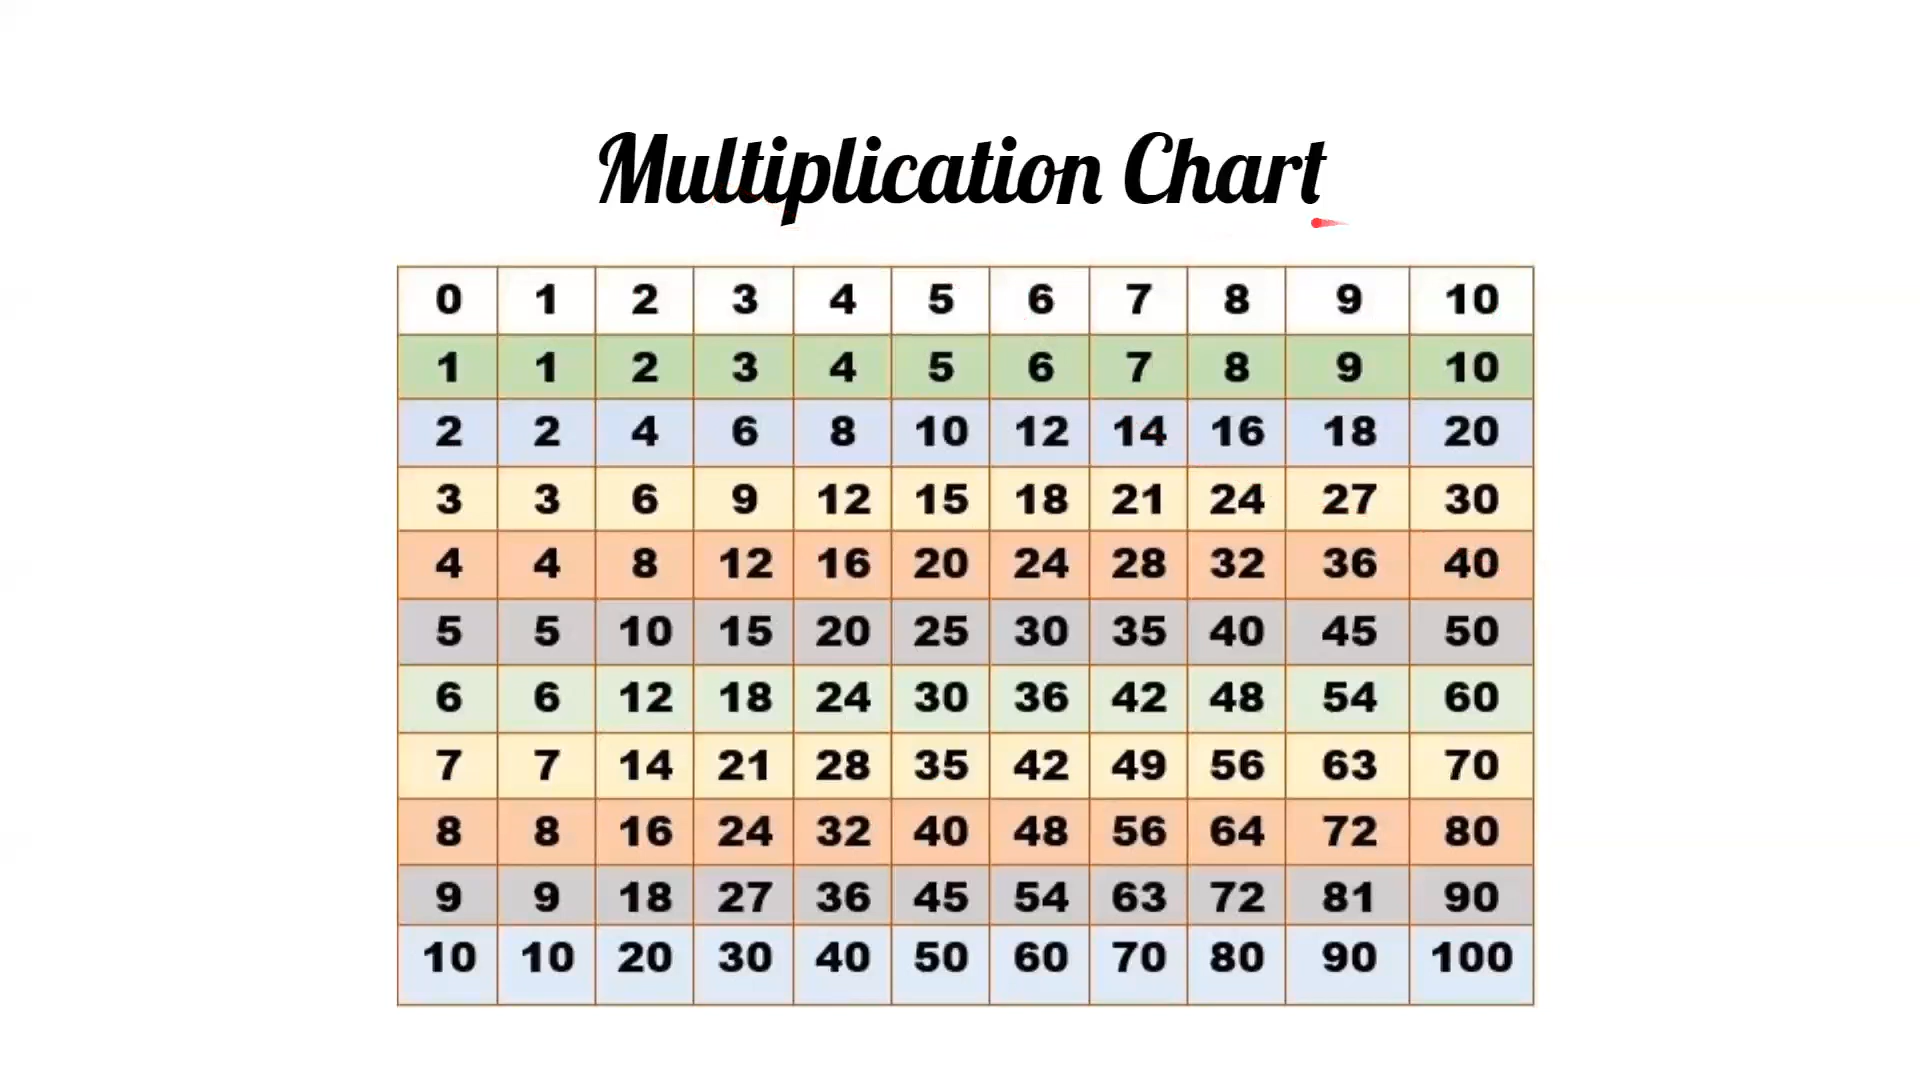 Multiplication Chart
0 1 2 3 4 5 6 7 8 9 10
1 1 2 3 4 5 6 7 8 9 10
2 2 4 6 8 10 12 14 16 18 20
3 3 6 9 12 15 18 21 24 27 30
4 4 8 12 16 20 24 28 32 36 40
5 5 10 15 20 25 30 35 40 45 50
6 6 12 18 24 30 36 42 48 54 60
7 7 14 21 28 35 42 49 56 63 70
8 8 16 24 32 40 48 56 64 72 80
9 9 18 27 36 45 54 63 72 81 90
10 10 20 30 40 50 60 70 80 90 100